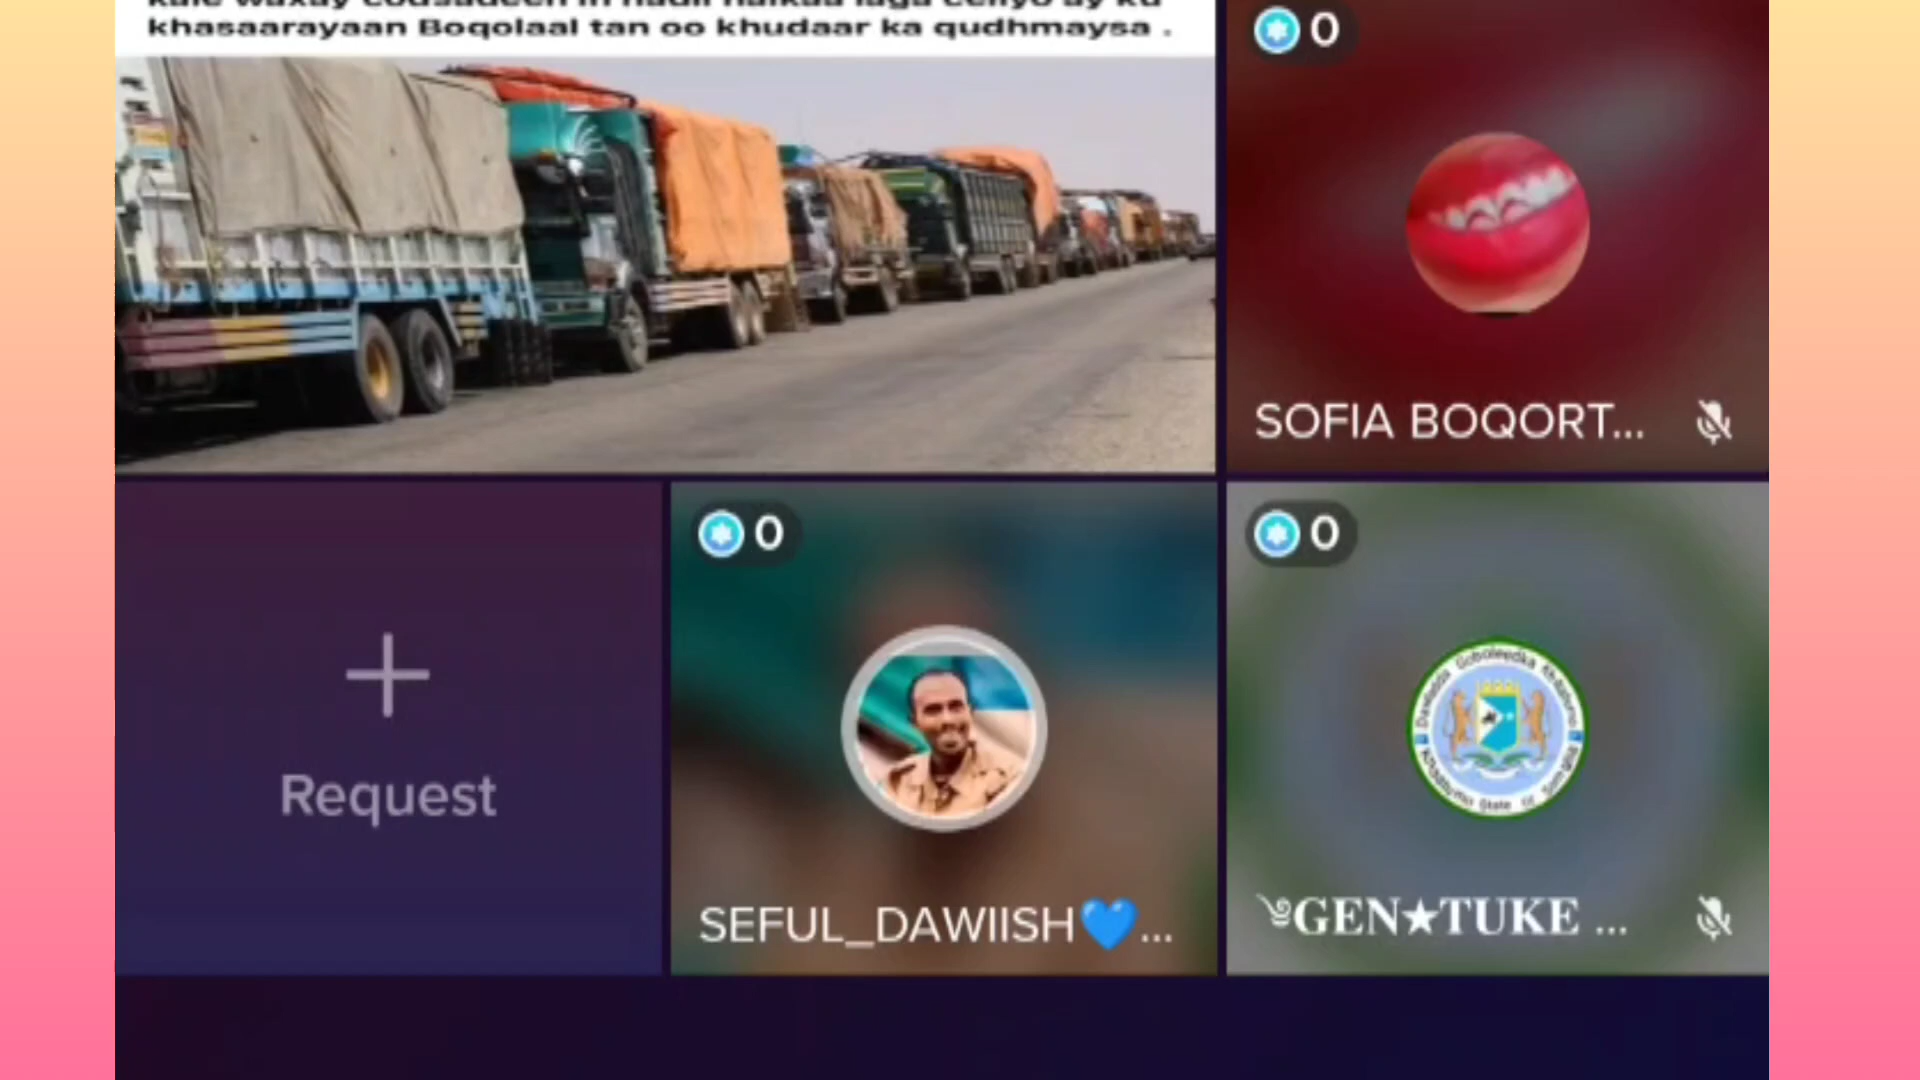 khasaarayaan Boqolaal tan oo khudaar ka qudhmaysa .
0
SOFIA BOQORT...
Request
0
SEFUL_DAWIISH💙...
0
GEN★TUKE ...